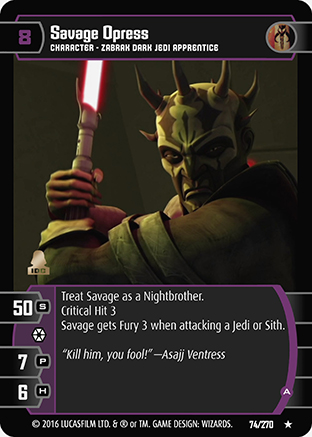 8 Savage Opress
CHARACTER - ZABRAK DARK JEDI APPRENTICE
50 S
7 P
6 H
Treat Savage as a Nightbrother.
Critical Hit 3
Savage gets Fury 3 when attacking a Jedi or Sith.
"Kill him, you fool!" —Asajj Ventress
A
© 2016 LUCASFILM LTD. & ® or TM. GAME DESIGN: WIZARDS. 74/270 ★